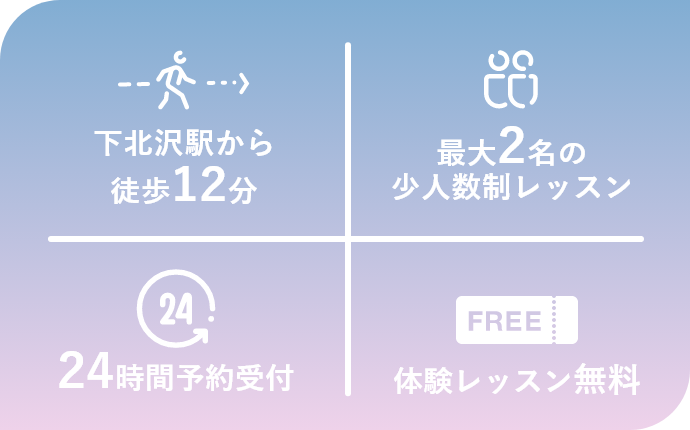 下北沢駅から
徒歩12分
最大2名の
少人数制レッスン
24
24時間予約受付
FREE
体験レッスン無料